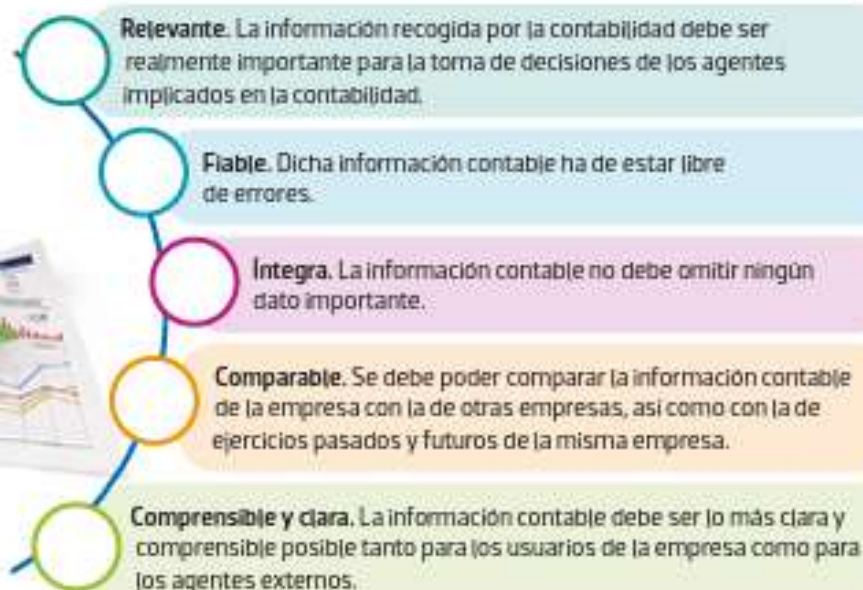 Relevante. La información recogida por la contabilidad debe ser
realmente importante para la toma de decisiones de los agentes
implicados en la contabilidad.
Fiable. Dicha información contable ha de estar libre
de errores.
Íntegra. La información contable no debe omitir ningún
dato importante.
Comparable. Se debe poder comparar la información contable
de la empresa con la de otras empresas, así como con la de
ejercicios pasados y futuros de la misma empresa.
Comprensible y clara. La información contable debe ser lo más clara y
comprensible posible tanto para los usuarios de la empresa como para
los agentes externos.